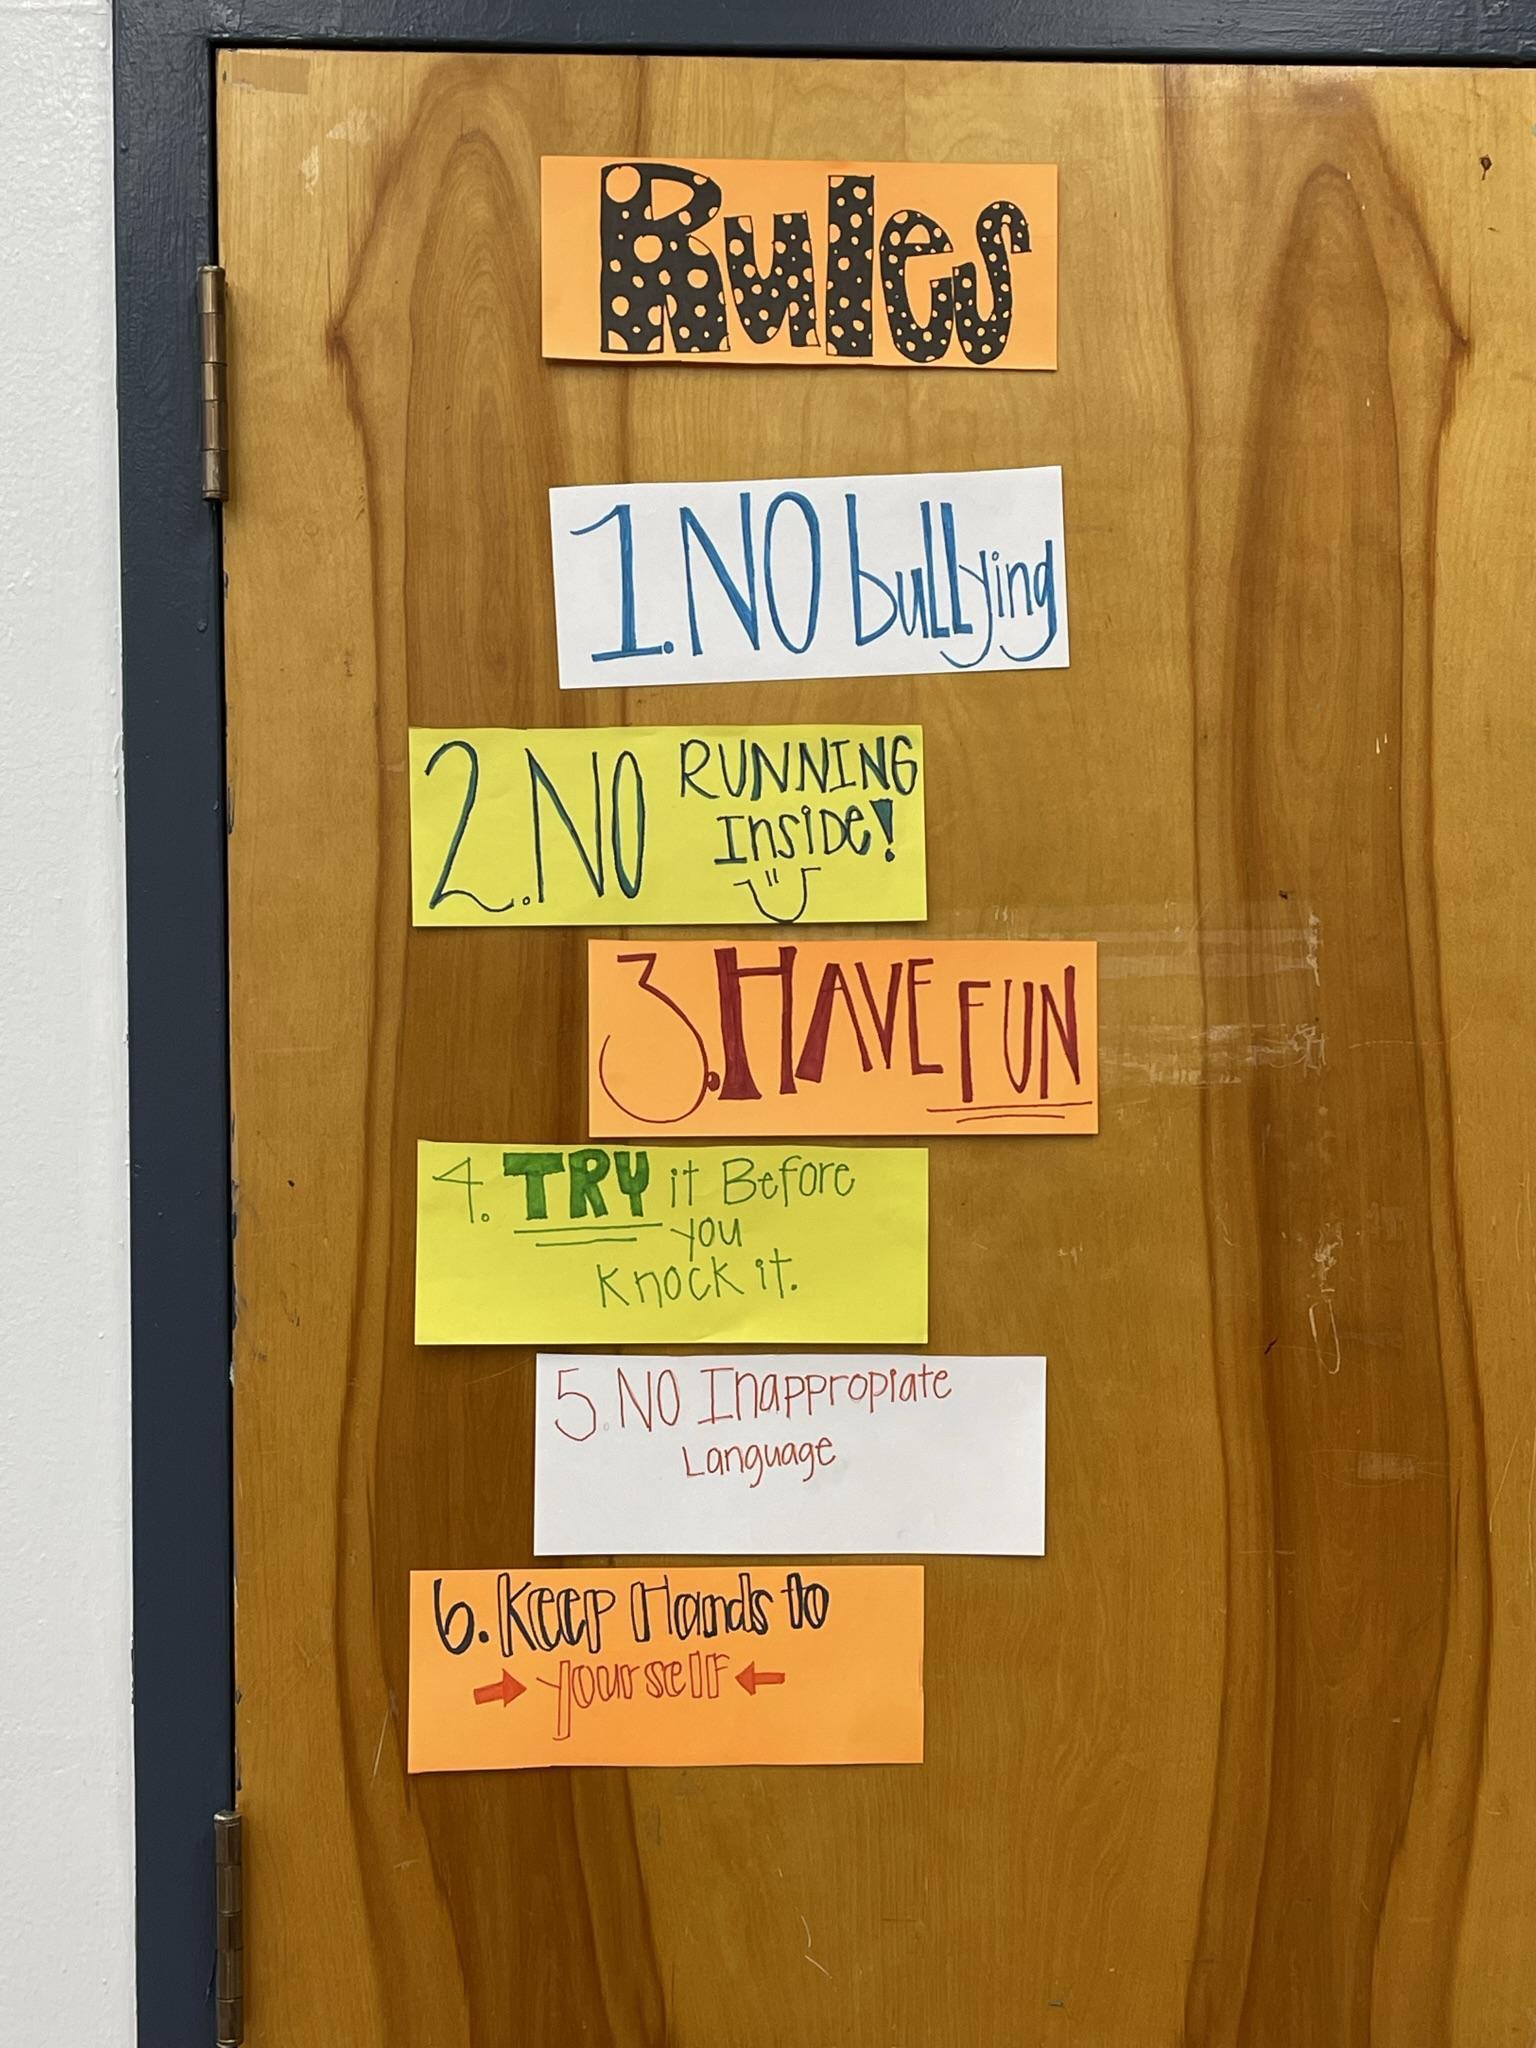 Rules
1. NO bullying
2. NO RUNNING
Inside!
3. HAVE FUN
4. TRY it Before
you
Knock it.
5. NO Inappropiate
Language
6. Keep Hands to
yourself